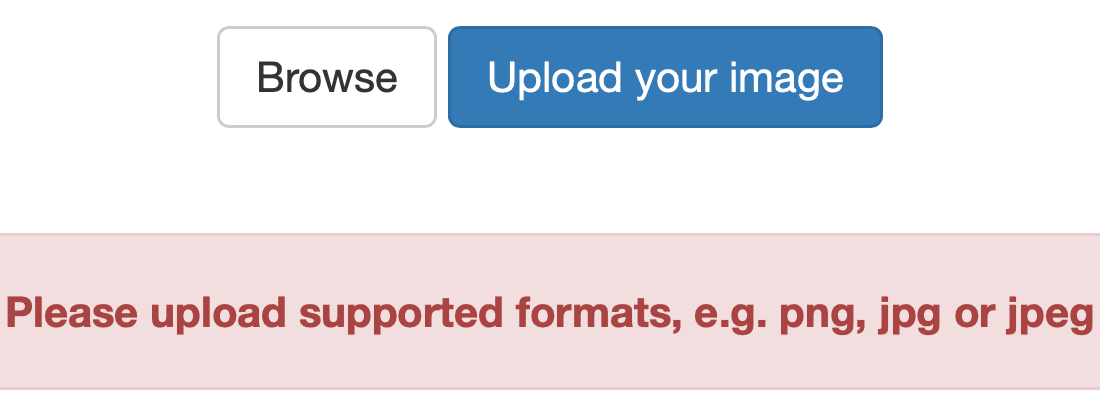 Browse Upload your image
Please upload supported formats, e.g. png, jpg or jpeg